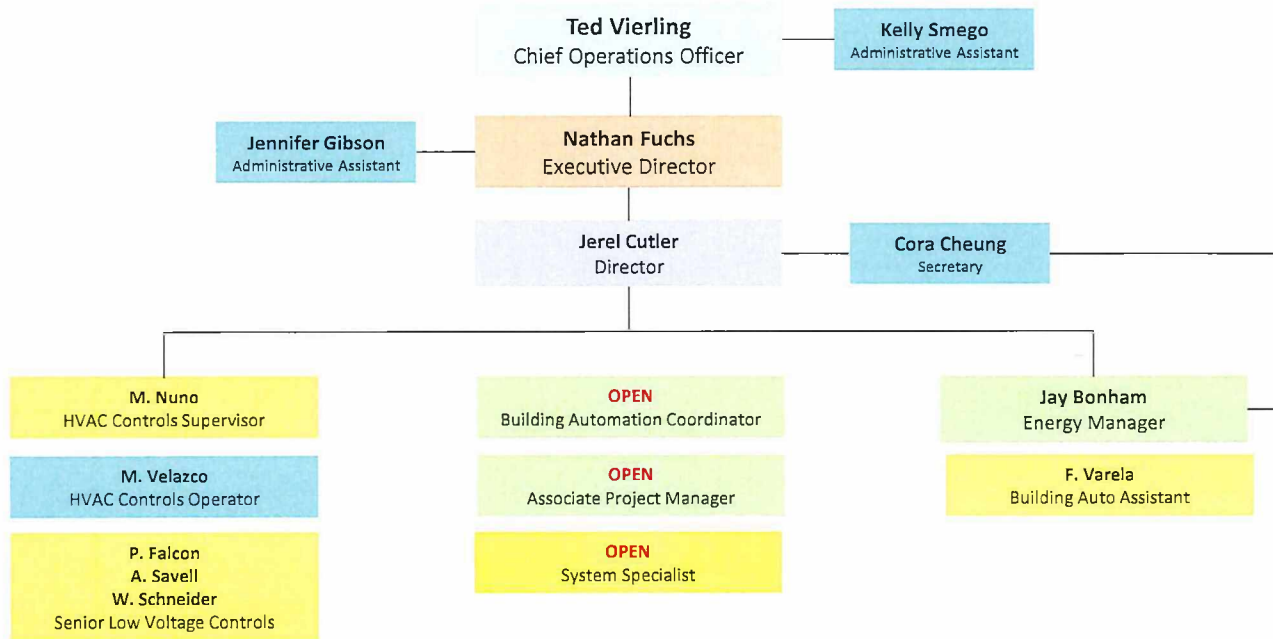 Ted Vierling
Chief Operations Officer
Kelly Smego
Administrative Assistant
Jennifer Gibson
Administrative Assistant
Nathan Fuchs
Executive Director
Jerel Cutler
Director
Cora Cheung
Secretary
M. Nuno
HVAC Controls Supervisor
OPEN
Building Automation Coordinator
Jay Bonham
Energy Manager
M. Velazco
HVAC Controls Operator
OPEN
Associate Project Manager
F. Varela
Building Auto Assistant
P. Falcon
A. Savell
W. Schneider
Senior Low Voltage Controls
OPEN
System Specialist